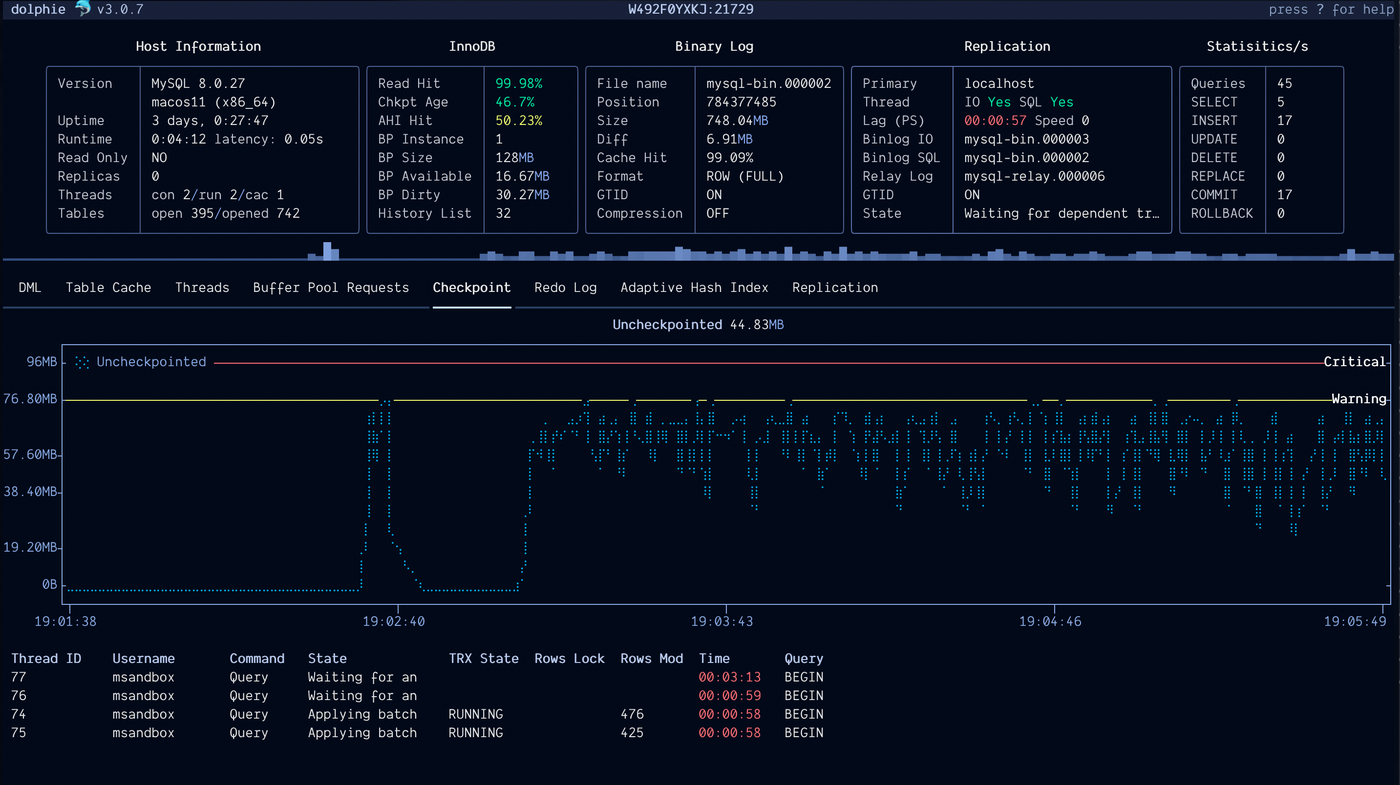 dolphie 🐬 v3.0.7 W492F0YXKJ:21729 press ? for help
Host Information
Version MySQL 8.0.27
macos11 (x86_64)
Uptime 3 days, 0:27:47
Runtime 0:04:12 latency: 0.05s
Read Only NO
Replicas 0
Threads con 2/run 2/cac 1
Tables open 395/opened 742
InnoDB
Read Hit 99.98%
Chkpt Age 46.7%
AHI Hit 50.23%
BP Instance 1
BP Size 128MB
BP Available 16.67MB
BP Dirty 30.27MB
History List 32
Binary Log
File name mysql-bin.000002
Position 784377485
Size 748.04MB
Diff 6.91MB
Cache Hit 99.09%
Format ROW (FULL)
GTID ON
Compression OFF
Replication
Primary localhost
Thread IO Yes SQL Yes
Lag (PS) 00:00:57 Speed 0
Binlog IO mysql-bin.000003
Binlog SQL mysql-bin.000002
Relay Log mysql-relay.000006
GTID ON
State Waiting for dependent tr…
Statisitics/s
Queries 45
SELECT 5
INSERT 17
UPDATE 0
DELETE 0
REPLACE 0
COMMIT 17
ROLLBACK 0
DML Table Cache Threads Buffer Pool Requests Checkpoint Redo Log Adaptive Hash Index Replication
Uncheckpointed 44.83MB
96MB Uncheckpointed Critical
76.80MB Warning
57.60MB
38.40MB
19.20MB
0B
19:01:38 19:02:40 19:03:43 19:04:46 19:05:49
Thread ID Username Command State TRX State Rows Lock Rows Mod Time Query
77 msandbox Query Waiting for an 00:03:13 BEGIN
76 msandbox Query Waiting for an 00:00:59 BEGIN
74 msandbox Query Applying batch RUNNING 476 00:00:58 BEGIN
75 msandbox Query Applying batch RUNNING 425 00:00:58 BEGIN